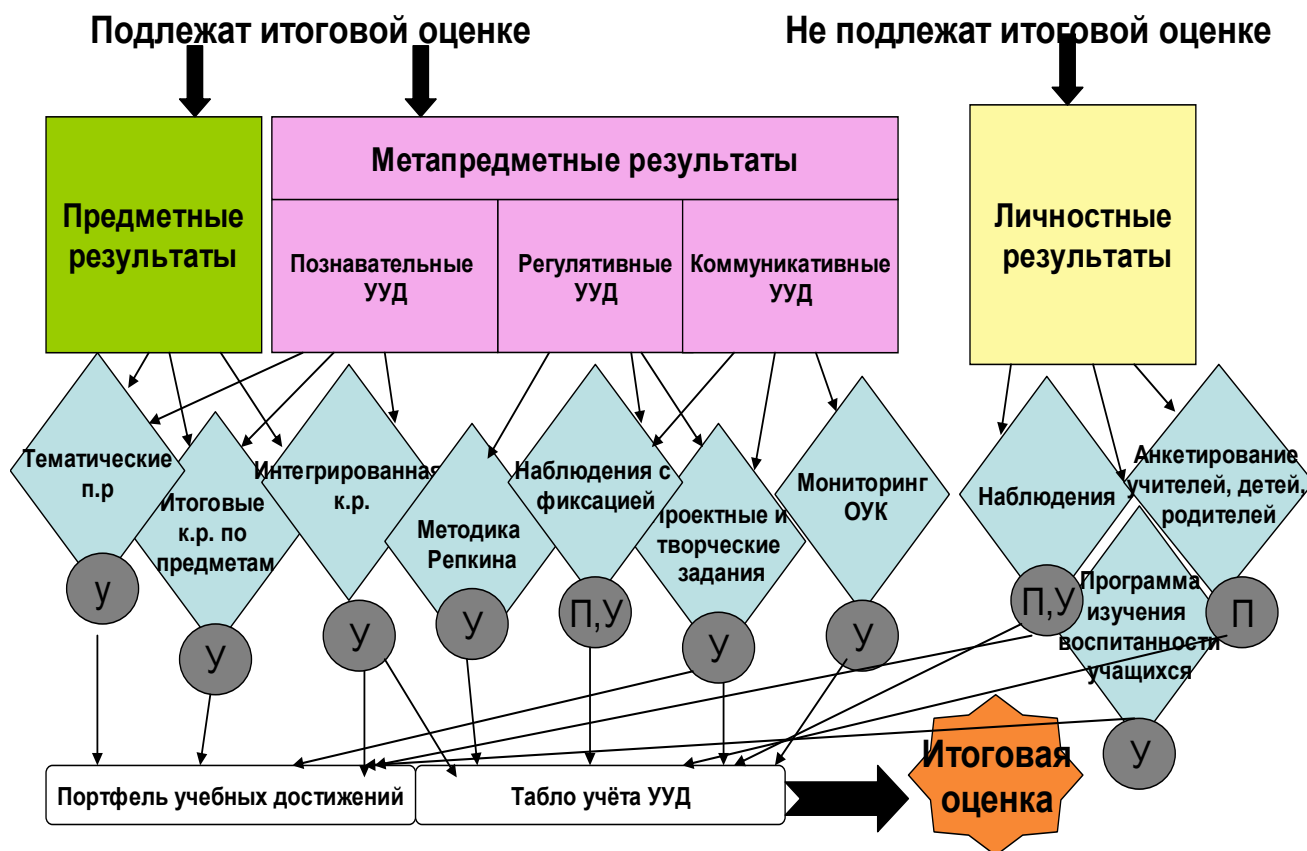 Подлежат итоговой оценке
Не подлежат итоговой оценке
Предметные
результаты
Метапредметные результаты
Познавательные
УУД
Регулятивные
УУД
Коммуникативные
УУД
Личностные
результаты
Тематические
п.р
Итоговые
к.р. по
предметам
Интегрированная
к.р.
Методика
Репкина
Наблюдения с
фиксацией
Проектные и
творческие
задания
Мониторинг
ОУК
Наблюдения
Программа
изучения
воспитанности
учащихся
Анкетирование
учителей, детей,
родителей
у
У
У
У
П,У
У
У
П,У
У
П
Портфель учебных достижений
Табло учёта УУД
Итоговая
оценка